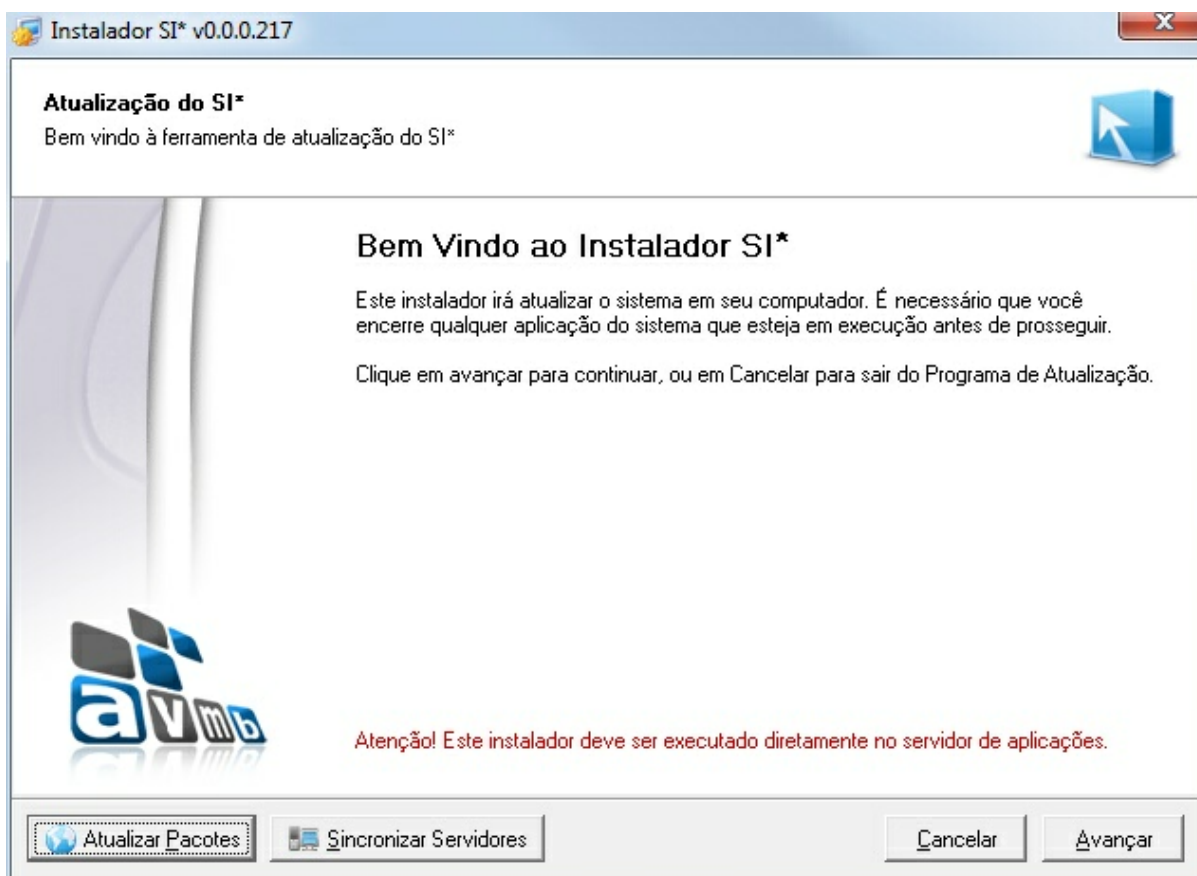 Instalador SI* v0.0.0.217
Atualização do SI*
Bem vindo à ferramenta de atualização do SI*
Bem Vindo ao Instalador SI*
Este instalador irá atualizar o sistema em seu computador. É necessário que você
encerre qualquer aplicação do sistema que esteja em execução antes de prosseguir.
Clique em avançar para continuar, ou em Cancelar para sair do Programa de Atualização.
avmb
Atenção! Este instalador deve ser executado diretamente no servidor de aplicações.
Atualizar Pacotes
Sincronizar Servidores
Cancelar
Avançar